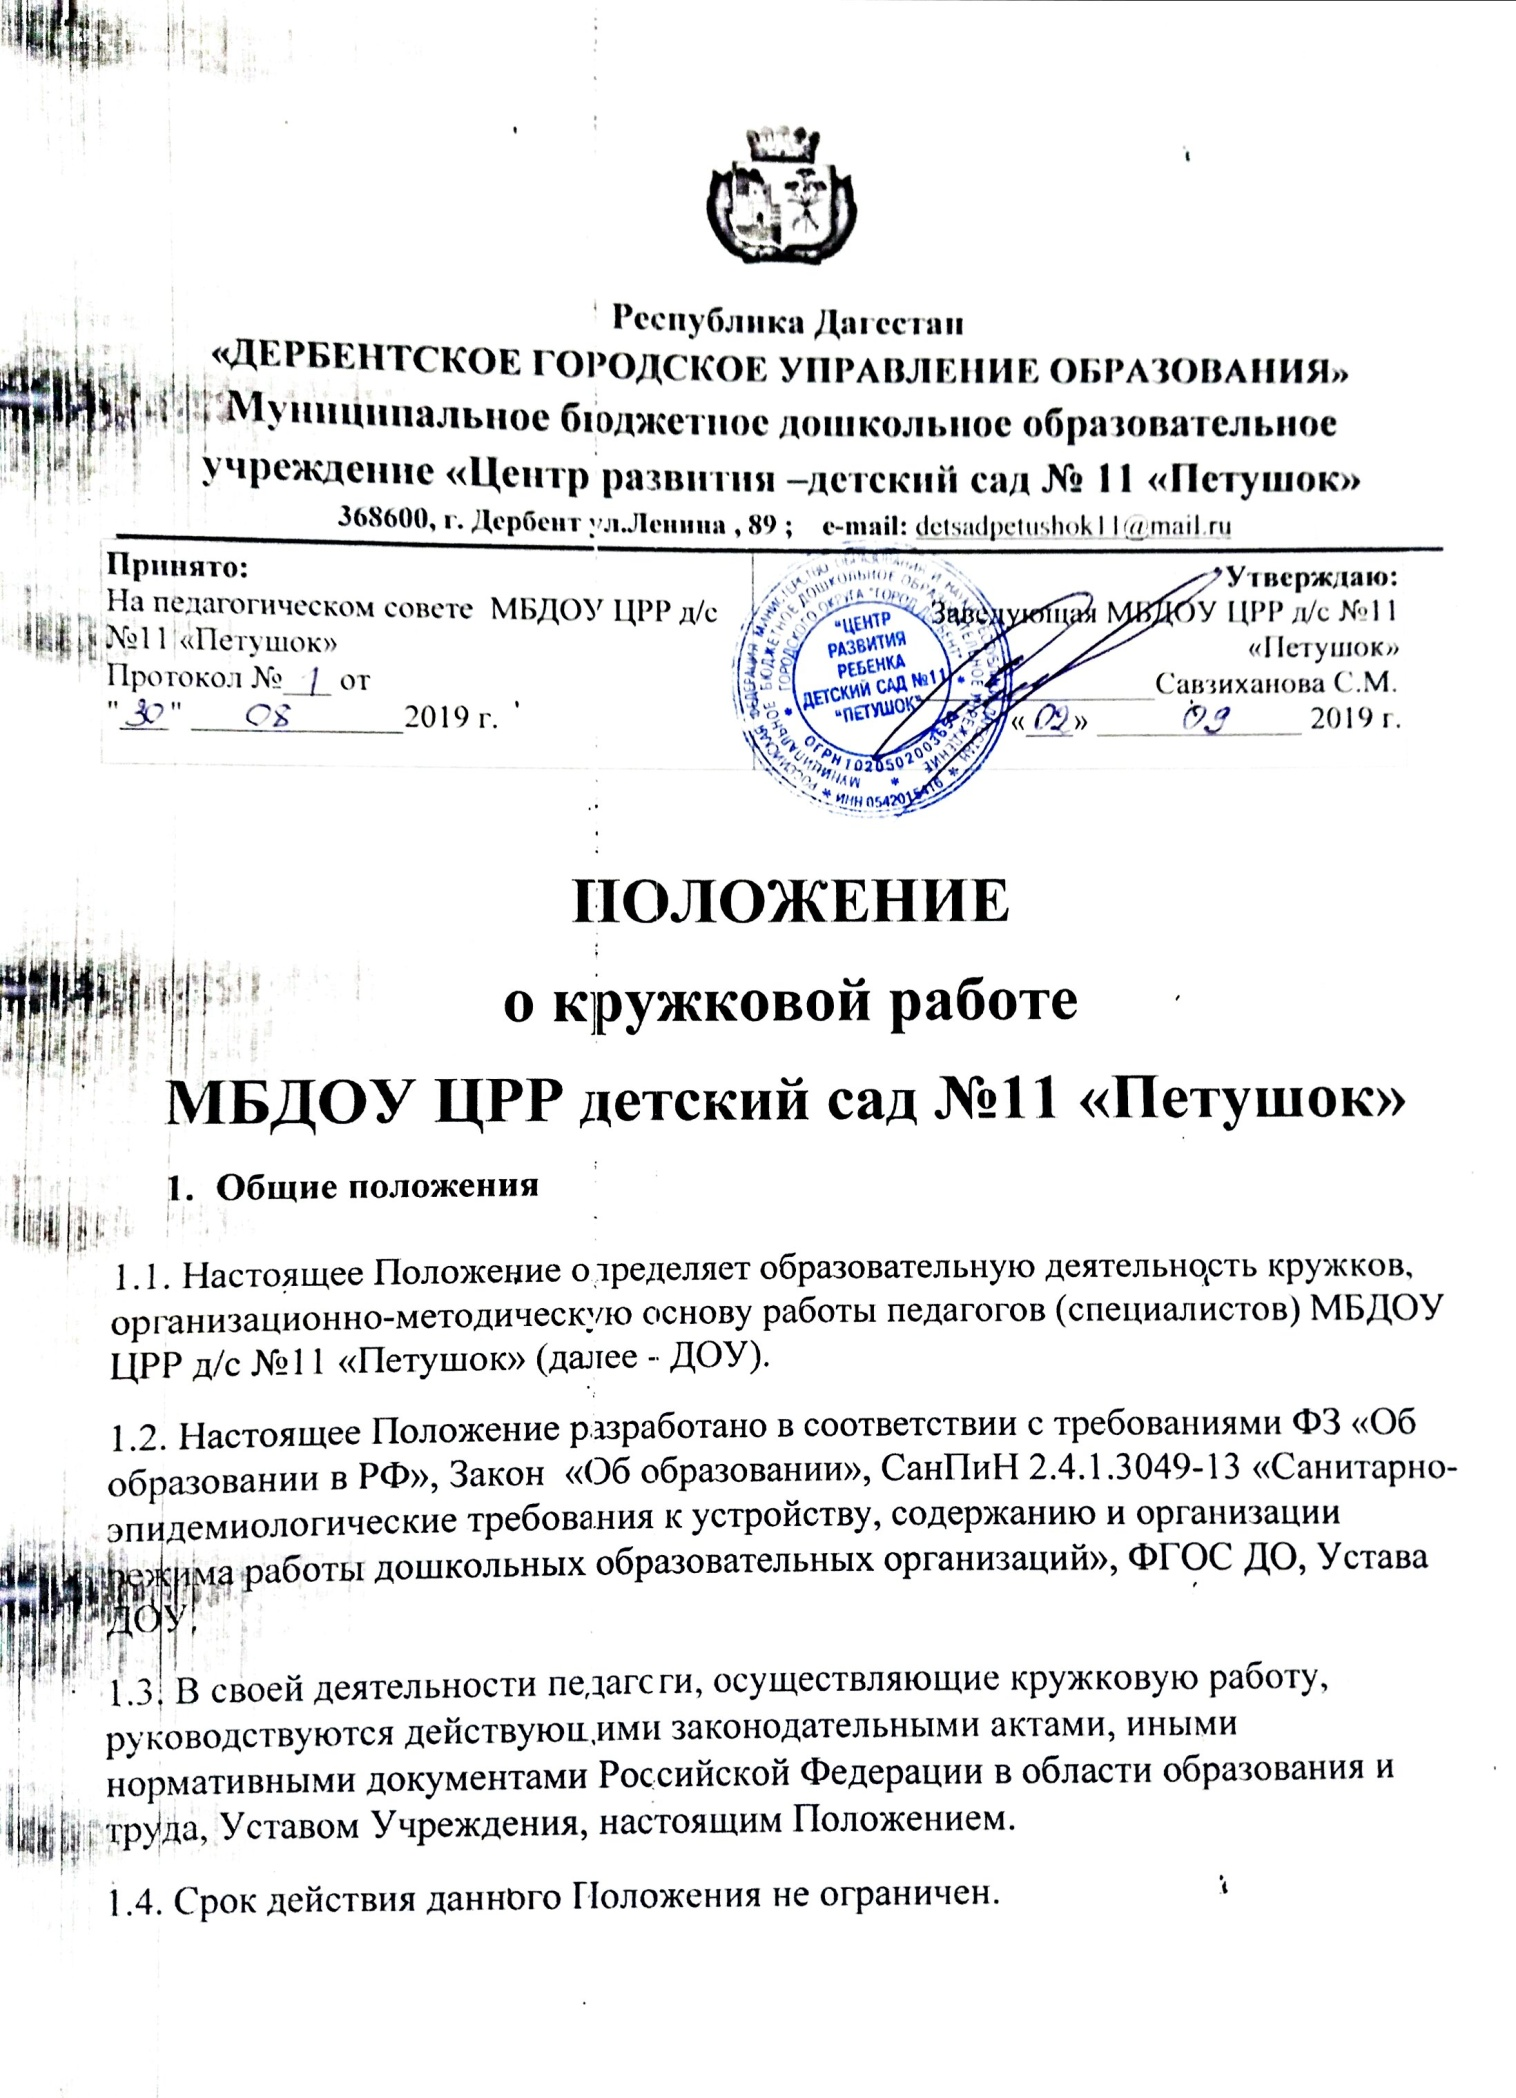 Республика Дагестан
«ДЕРБЕНТСКОЕ ГОРОДСКОЕ УПРАВЛЕНИЕ ОБРАЗОВАНИЯ»
Муниципальное бюджетное дошкольное образовательное
учреждение «Центр развития –детский сад № 11 «Петушок»
368600, г. Дербент ул.Ленина , 89 ; e-mail: detsadpetushok11@mail.ru
Принято:
На педагогическом совете МБДОУ ЦРР д/с
№11 «Петушок»
Протокол №__1__ от
"_30_" ___08___2019 г.
Утверждаю:
Заведующая МБДОУ ЦРР д/с №11
«Петушок»
Савзиханова С.М.
«_02_» ___09___ 2019 г.
"ЦЕНТР
РАЗВИТИЯ
РЕБЕНКА
ДЕТСКИЙ САД №11
"ПЕТУШОК"
ПОЛОЖЕНИЕ
о кружковой работе
МБДОУ ЦРР детский сад №11 «Петушок»
1. Общие положения
1.1. Настоящее Положение определяет образовательную деятельность кружков,
организационно-методическую основу работы педагогов (специалистов) МБДОУ
ЦРР д/с №11 «Петушок» (далее - ДОУ).
1.2. Настоящее Положение разработано в соответствии с требованиями ФЗ «Об
образовании в РФ», Закон «Об образовании», СанПиН 2.4.1.3049-13 «Санитарно-
эпидемиологические требования к устройству, содержанию и организации
режима работы дошкольных образовательных организаций», ФГОС ДО, Устава
ДОУ.
1.3. В своей деятельности педагоги, осуществляющие кружковую работу,
руководствуются действующими законодательными актами, иными
нормативными документами Российской Федерации в области образования и
труда, Уставом Учреждения, настоящим Положением.
1.4. Срок действия данного Положения не ограничен.